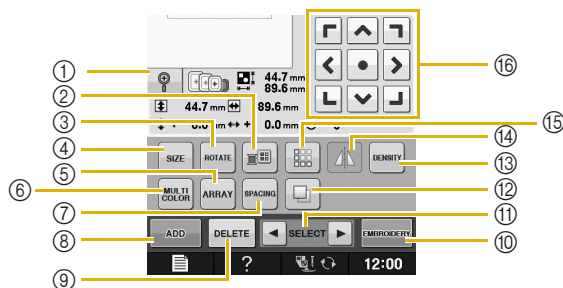 44.7 mm
89.6 mm
44.7 mm 89.6 mm
0.0 mm
SIZE ROTATE DENSITY
MULTI COLOR ARRAY SPACING
ADD DELETE SELECT EMBROIDERY
? 12:00
① ② ③ ④ ⑤ ⑥ ⑦ ⑧ ⑨
⑯ ⑮ ⑭ ⑬ ⑫ ⑪ ⑩